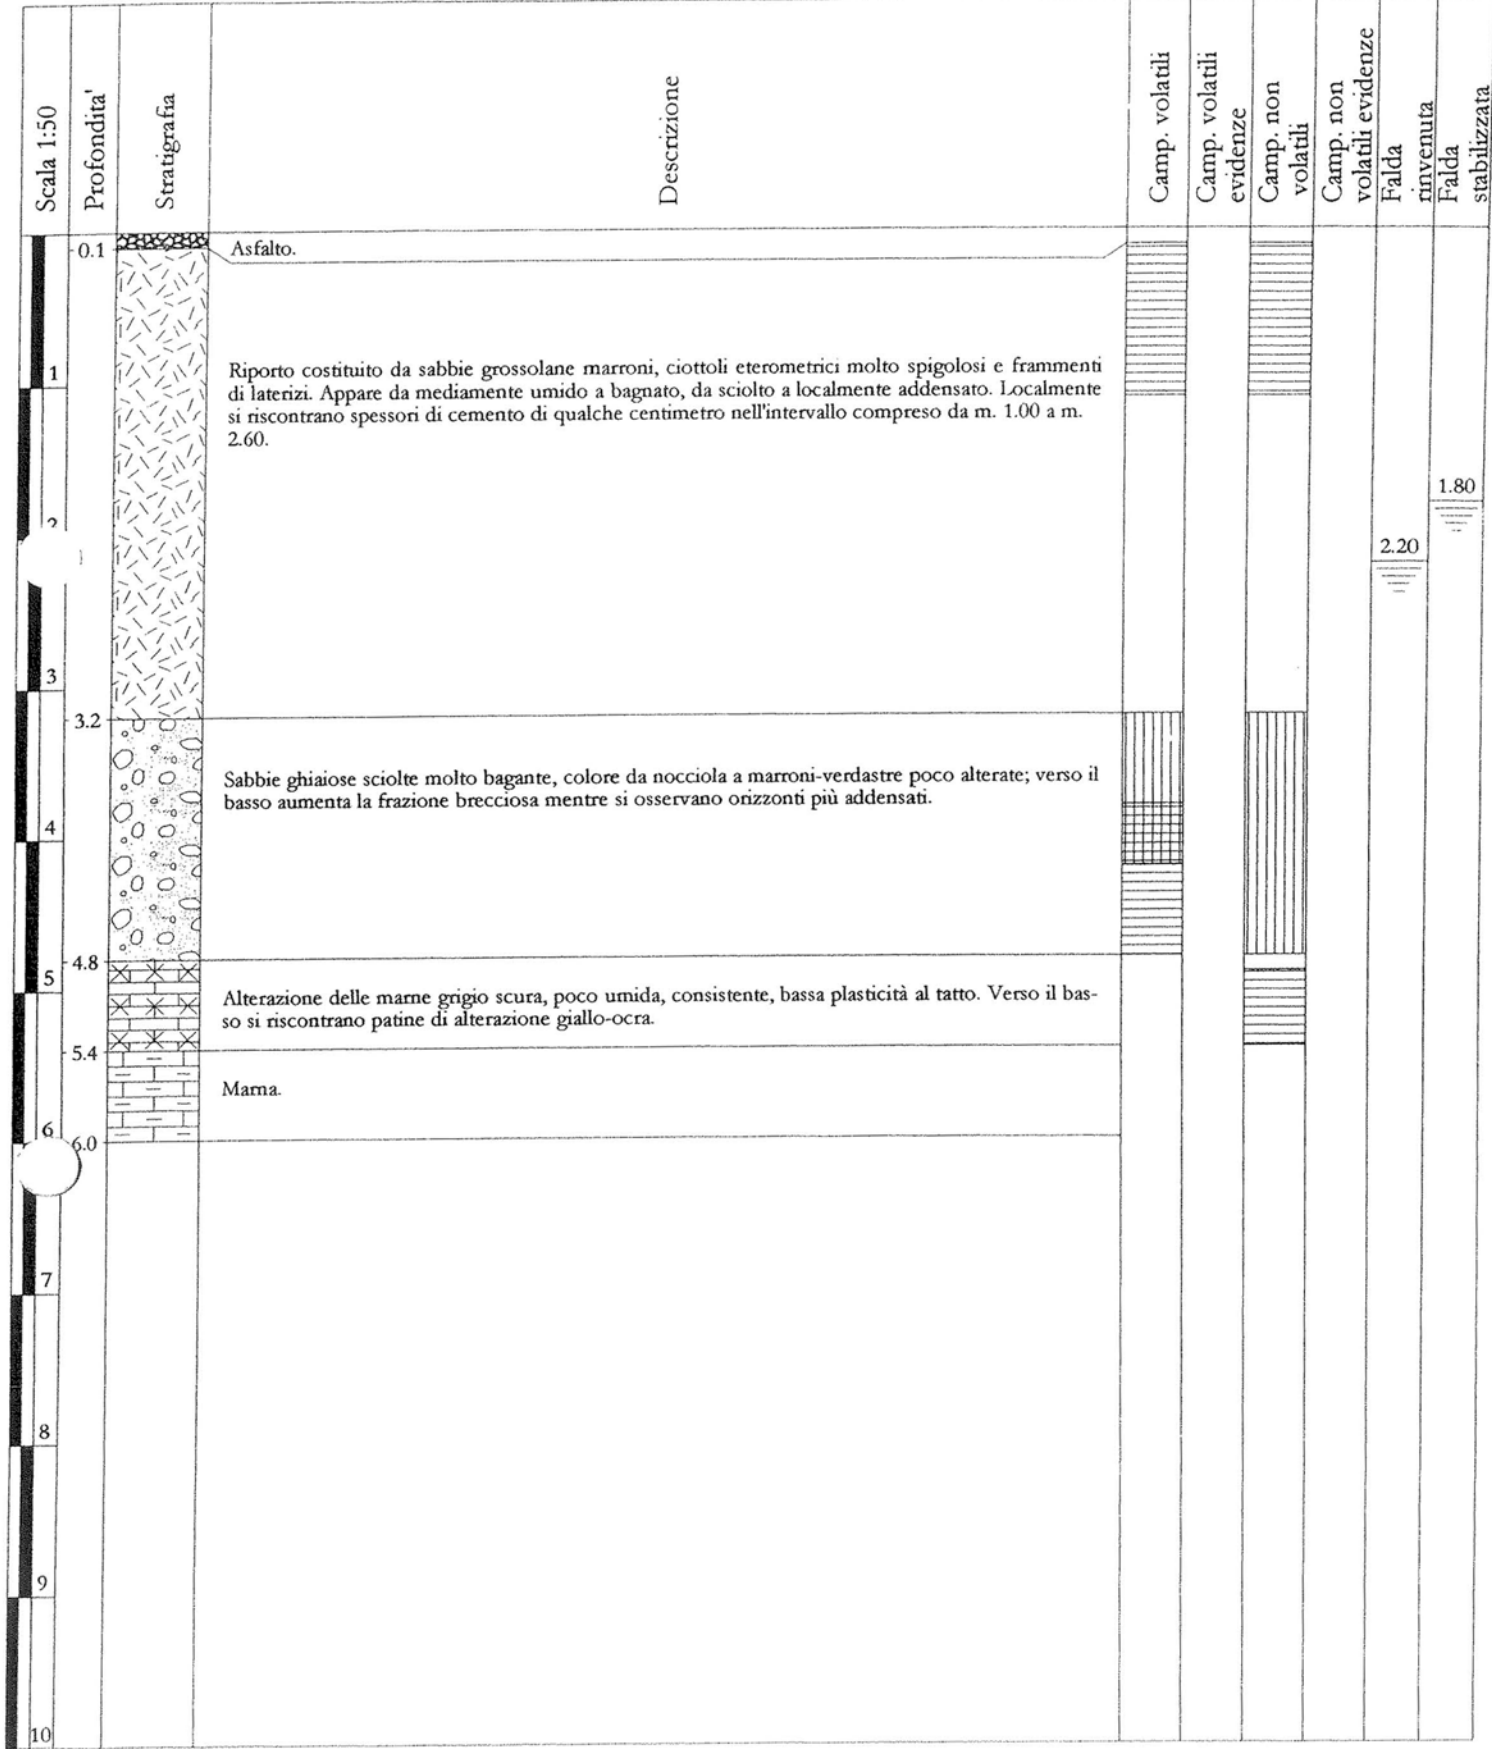 Scala 1:50
Profondita'
Stratigrafia
Descrizione
Camp. volatili
Camp. volatili
evidenze
Camp. non
volatili
Camp. non
volatili evidenze
Falda
rinvenuta
Falda
stabilizzata
0.1
Asfalto.
1
Riporto costituito da sabbie grossolane marroni, ciottoli eterometrici molto spigolosi e frammenti
di laterizi. Appare da mediamente umido a bagnato, da sciolto a localmente addensato. Localmente
si riscontrano spessori di cemento di qualche centimetro nell'intervallo compreso da m. 1.00 a m.
2.60.
1.80
2
2.20
3
3.2
Sabbie ghiaiose sciolte molto bagante, colore da nocciola a marroni-verdastre poco alterate; verso il
basso aumenta la frazione brecciosa mentre si osservano orizzonti più addensati.
4
4.8
5
Alterazione delle marne grigio scura, poco umida, consistente, bassa plasticità al tatto. Verso il bas-
so si riscontrano patine di alterazione giallo-ocra.
5.4
Marna.
6
6.0
7
8
9
10